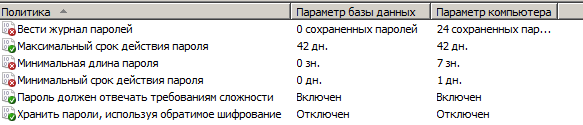 Политика Параметр базы данных Параметр компьютера
Вести журнал паролей 0 сохраненных паролей 24 сохраненных пар...
Максимальный срок действия пароля 42 дн. 42 дн.
Минимальная длина пароля 0 зн. 7 зн.
Минимальный срок действия пароля 0 дн. 1 дн.
Пароль должен отвечать требованиям сложности Включен Включен
Хранить пароли, используя обратимое шифрование Отключен Отключен